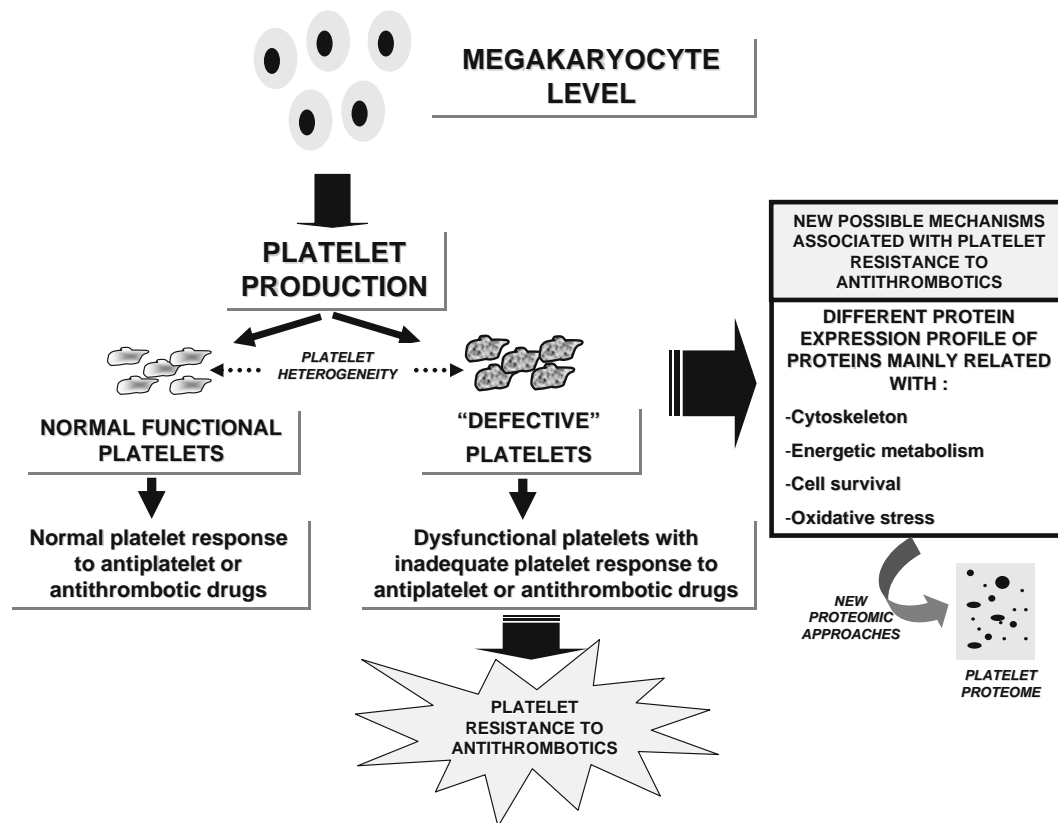 MEGAKARYOCYTE
LEVEL
PLATELET
PRODUCTION
PLATELET
HETEROGENEITY
NORMAL FUNCTIONAL
PLATELETS
“DEFECTIVE”
PLATELETS
Normal platelet response
to antiplatelet or
antithrombotic drugs
Dysfunctional platelets with
inadequate platelet response to
antiplatelet or antithrombotic drugs
PLATELET
RESISTANCE TO
ANTITHROMBOTICS
NEW POSSIBLE MECHANISMS
ASSOCIATED WITH PLATELET
RESISTANCE TO
ANTITHROMBOTICS
DIFFERENT PROTEIN
EXPRESSION PROFILE OF
PROTEINS MAINLY RELATED
WITH :
-Cytoskeleton
-Energetic metabolism
-Cell survival
-Oxidative stress
NEW
PROTEOMIC
APPROACHES
PLATELET
PROTEOME